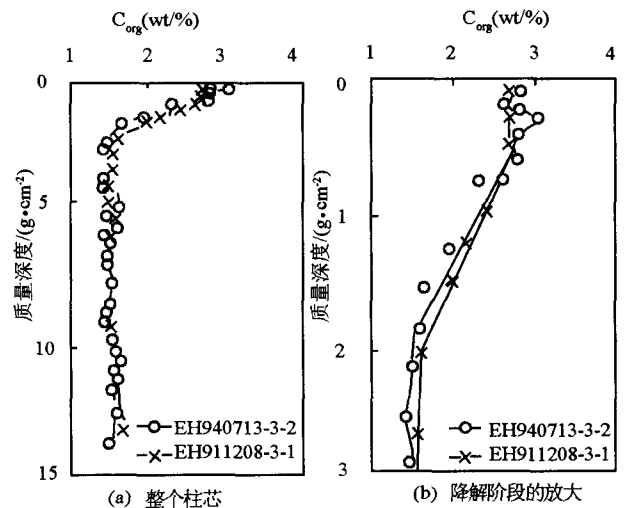 C_org(wt/%)
1 2 3 4
0
5
10
15
质量深度/(g•cm⁻²)
EH940713-3-2
EH911208-3-1
(a) 整个柱芯
C_org(wt/%)
1 2 3 4
0
1
2
3
质量深度/(g•cm⁻²)
EH940713-3-2
EH911208-3-1
(b) 降解阶段的放大